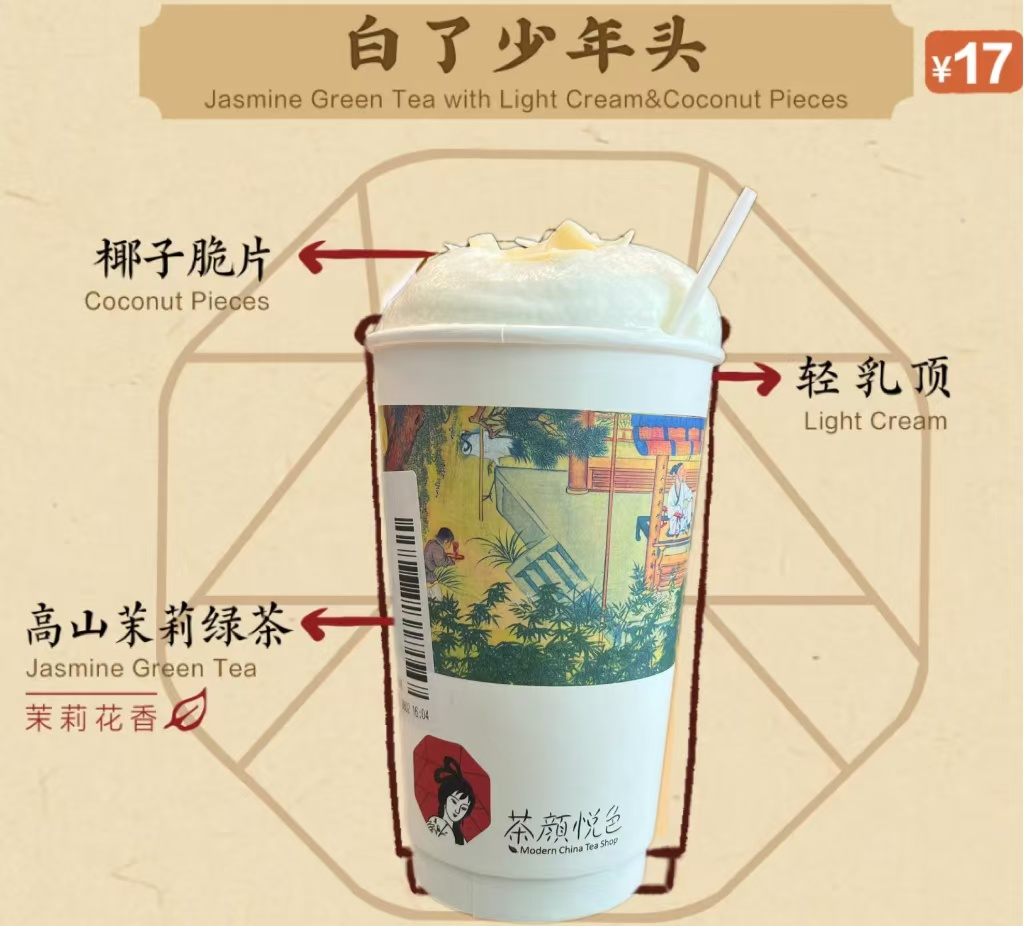 白了少年头
Jasmine Green Tea with Light Cream&Coconut Pieces
¥17
椰子脆片
Coconut Pieces
轻乳顶
Light Cream
高山茉莉绿茶
Jasmine Green Tea
茉莉花香
16:04
茶颜悦色
Modern China Tea Shop